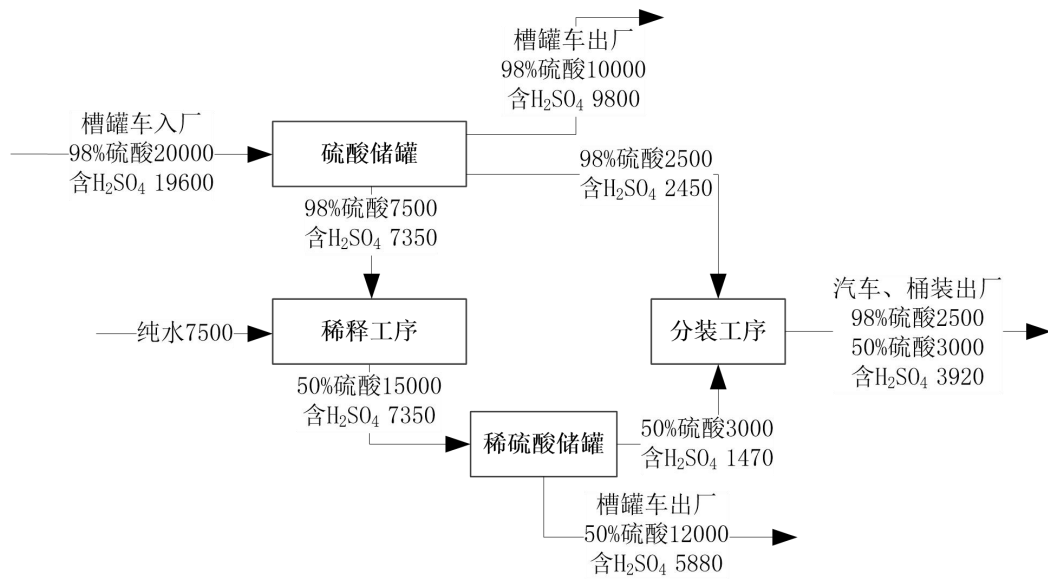 槽罐车出厂
98%硫酸10000
含H₂SO₄ 9800
槽罐车入厂
98%硫酸20000
含H₂SO₄ 19600
硫酸储罐
98%硫酸2500
含H₂SO₄ 2450
98%硫酸7500
含H₂SO₄ 7350
纯水7500
稀释工序
分装工序
汽车、桶装出厂
98%硫酸2500
50%硫酸3000
含H₂SO₄ 3920
50%硫酸15000
含H₂SO₄ 7350
稀硫酸储罐
50%硫酸3000
含H₂SO₄ 1470
槽罐车出厂
50%硫酸12000
含H₂SO₄ 5880